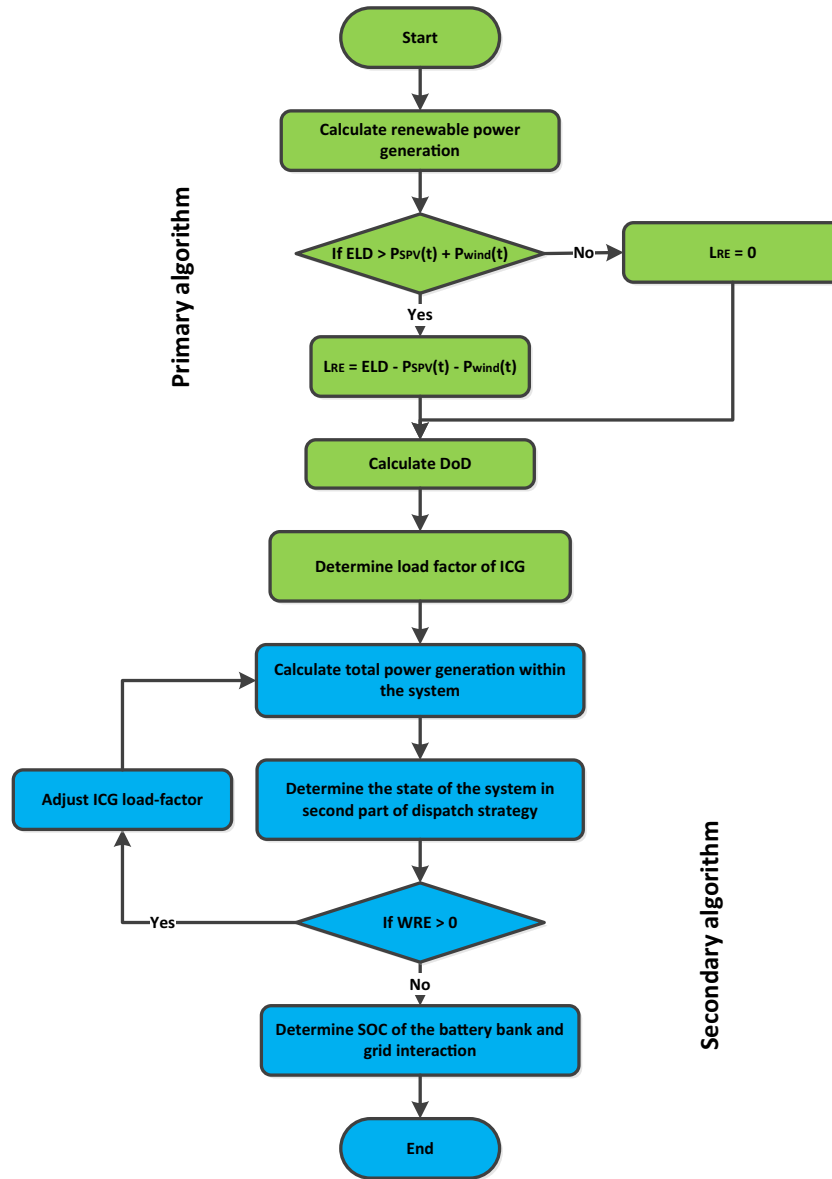 Start
Calculate renewable power
generation
If ELD > PSPV(t) + Pwind(t)
No
LRE = 0
Yes
LRE = ELD - PSPV(t) - Pwind(t)
Primary algorithm
Calculate DoD
Determine load factor of ICG
Calculate total power generation within
the system
Adjust ICG load-factor
Determine the state of the system in
second part of dispatch strategy
If WRE > 0
Yes
No
Determine SOC of the battery bank and
grid interaction
Secondary algorithm
End